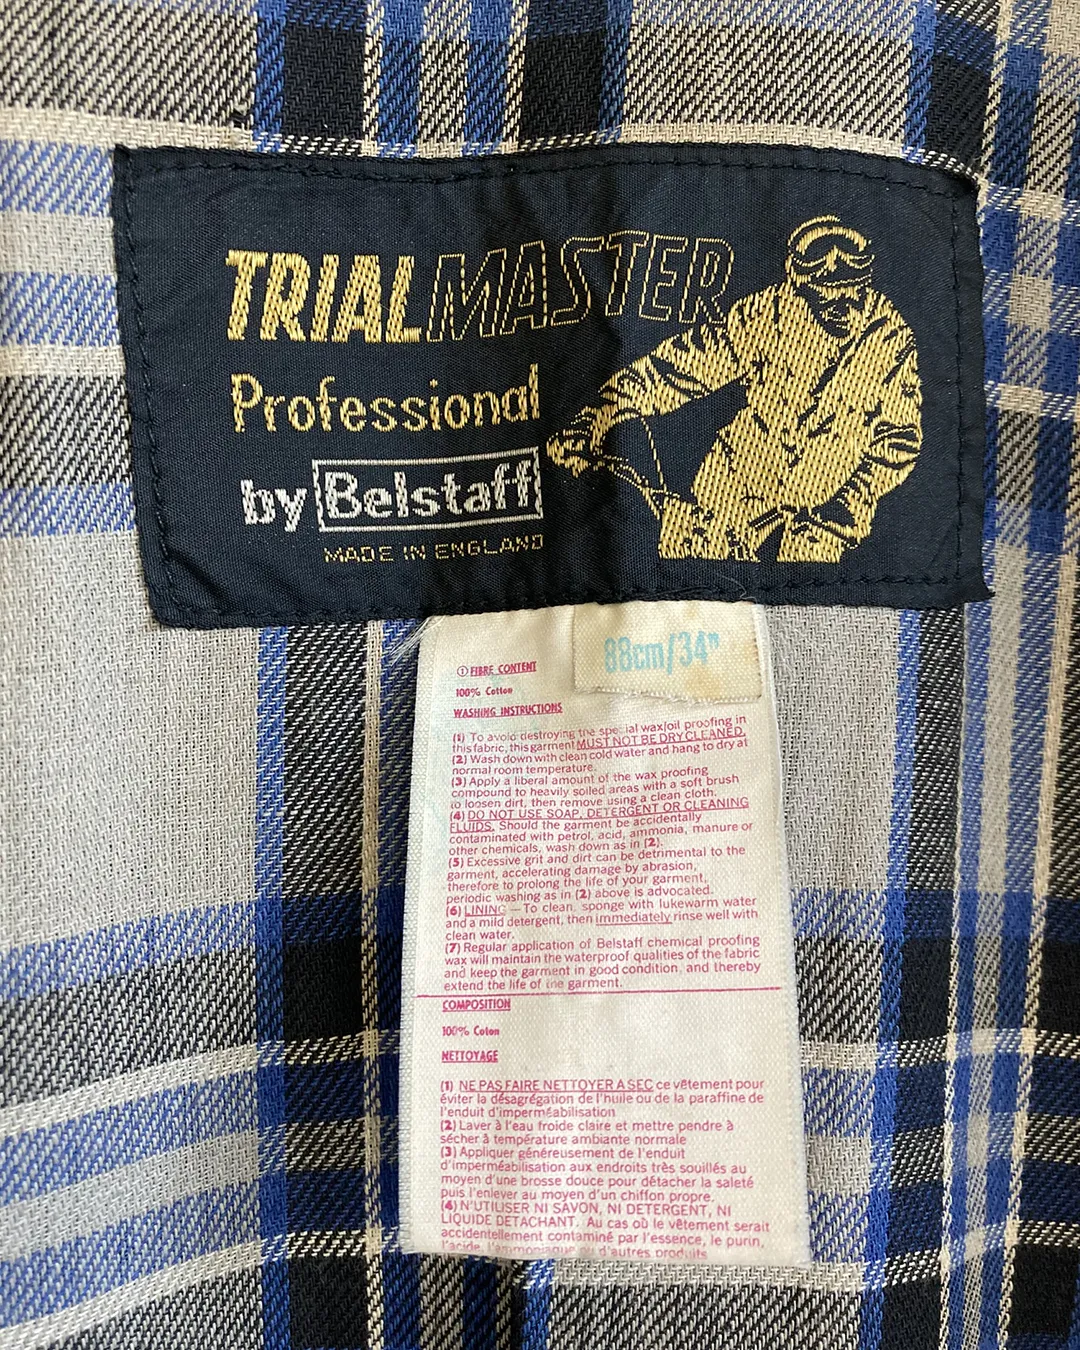 TRIALMASTER
Professional
by Belstaff
MADE IN ENGLAND
88cm/34"
① FIBRE CONTENT
100% Cotton
WASHING INSTRUCTIONS
(1) To avoid destroying the special wax/oil proofing in
this fabric, this garment MUST NOT BE DRY CLEANED.
(2) Wash down with clean cold water and hang to dry at
normal room temperature.
(3) Apply a liberal amount of the wax proofing
compound to heavily soiled areas with a soft brush
to loosen dirt, then remove using a clean cloth.
(4) DO NOT USE SOAP, DETERGENT OR CLEANING
FLUIDS. Should the garment be accidentally
contaminated with petrol, acid, ammonia, manure or
other chemicals, wash down as in (2).
(5) Excessive grit and dirt can be detrimental to the
garment, accelerating damage by abrasion,
therefore to prolong the life of your garment,
periodic washing as in (2) above is advocated.
(6) LINING — To clean, sponge with lukewarm water
and a mild detergent, then immediately rinse well with
clean water.
(7) Regular application of Belstaff chemical proofing
wax will maintain the waterproof qualities of the fabric
and keep the garment in good condition, and thereby
extend the life of the garment.
COMPOSITION
100% Coton
NETTOYAGE
(1) NE PAS FAIRE NETTOYER A SEC ce vêtement pour
éviter la désagrégation de l'huile ou de la paraffine de
l'enduit d'imperméabilisation
(2) Laver à l'eau froide claire et mettre pendre à
sécher à température ambiante normale
(3) Appliquer généreusement de l'enduit
d'imperméabilisation aux endroits très souillés au
moyen d'une brosse douce pour détacher la saleté
puis l'enlever au moyen d'un chiffon propre.
(4) N'UTILISER NI SAVON, NI DETERGENT, NI
LIQUIDE DETACHANT. Au cas où le vêtement serait
accidentellement contaminé par l'essence, le purin,
l'acide, l'ammoniaque ou d'autres produits